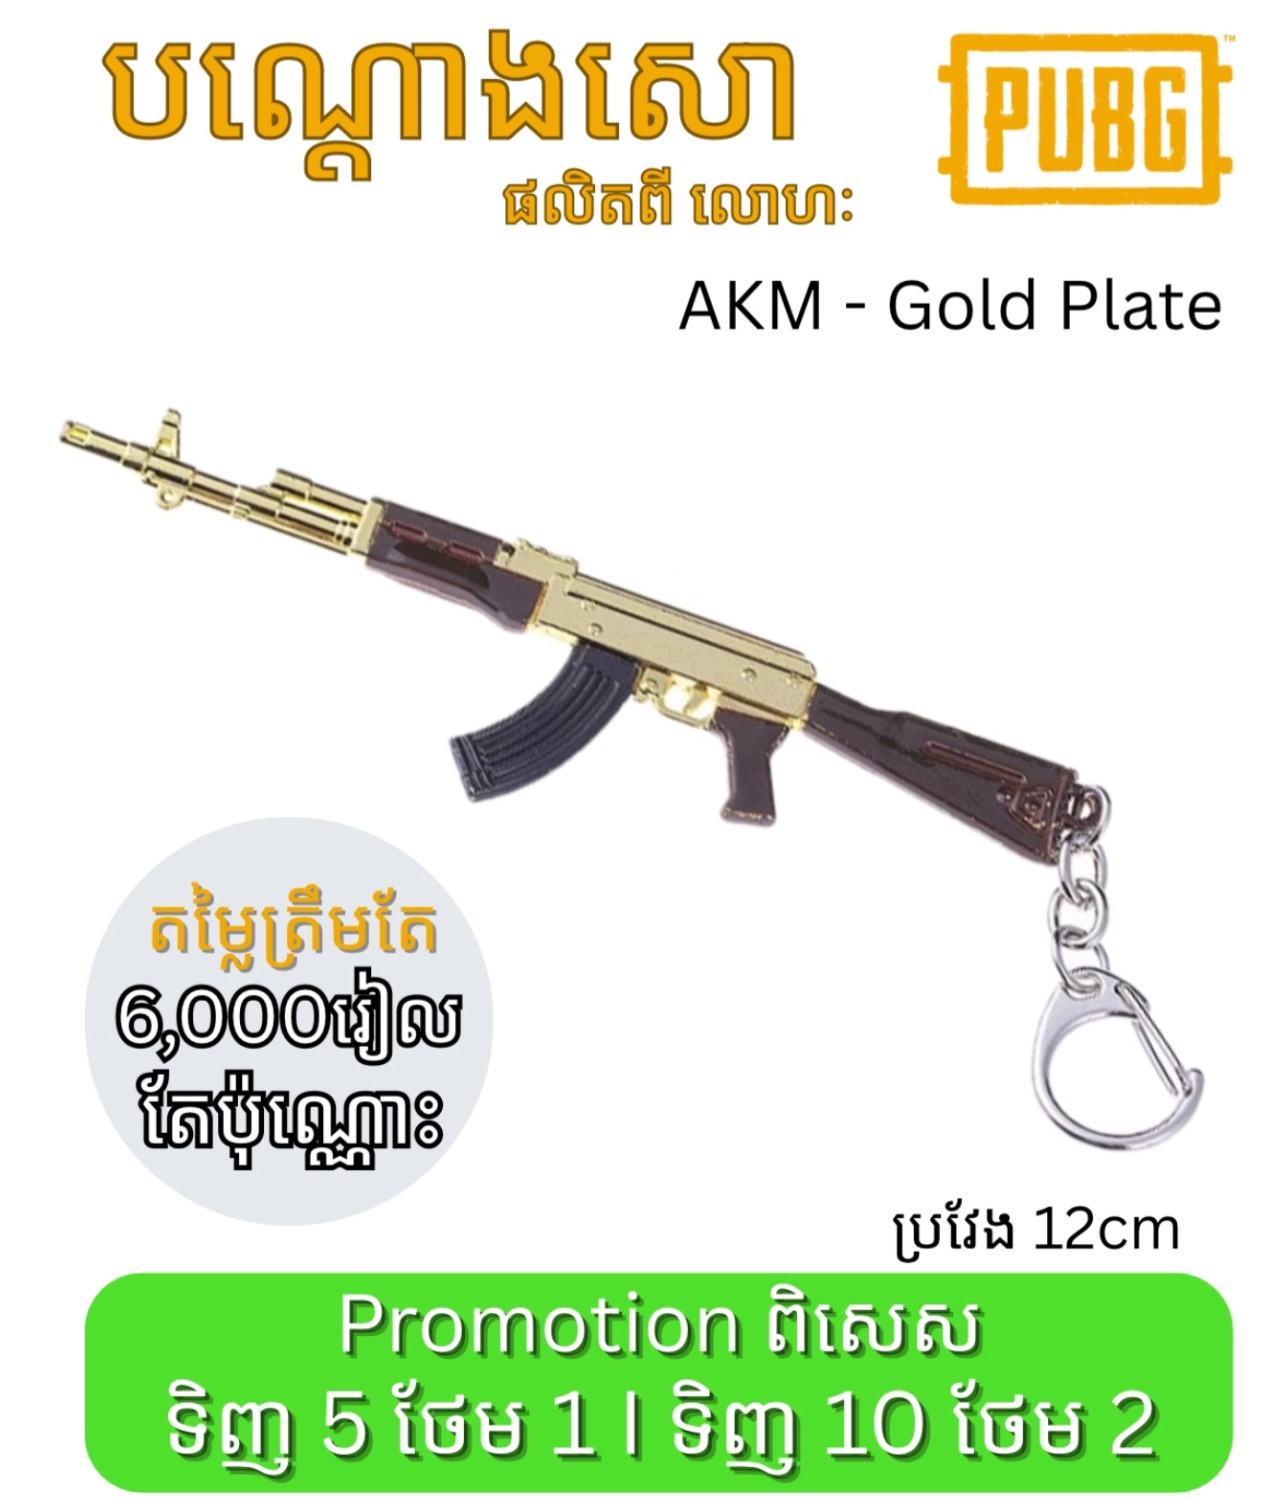 បណ្តោងសោ
PUBG™
ផលិតពី លោហៈ
AKM - Gold Plate
តម្លៃត្រឹមតែ
6,000រៀល
តែប៉ុណ្ណោះ
ប្រវែង 12cm
Promotion ពិសេស
ទិញ 5 ថែម 1 | ទិញ 10 ថែម 2